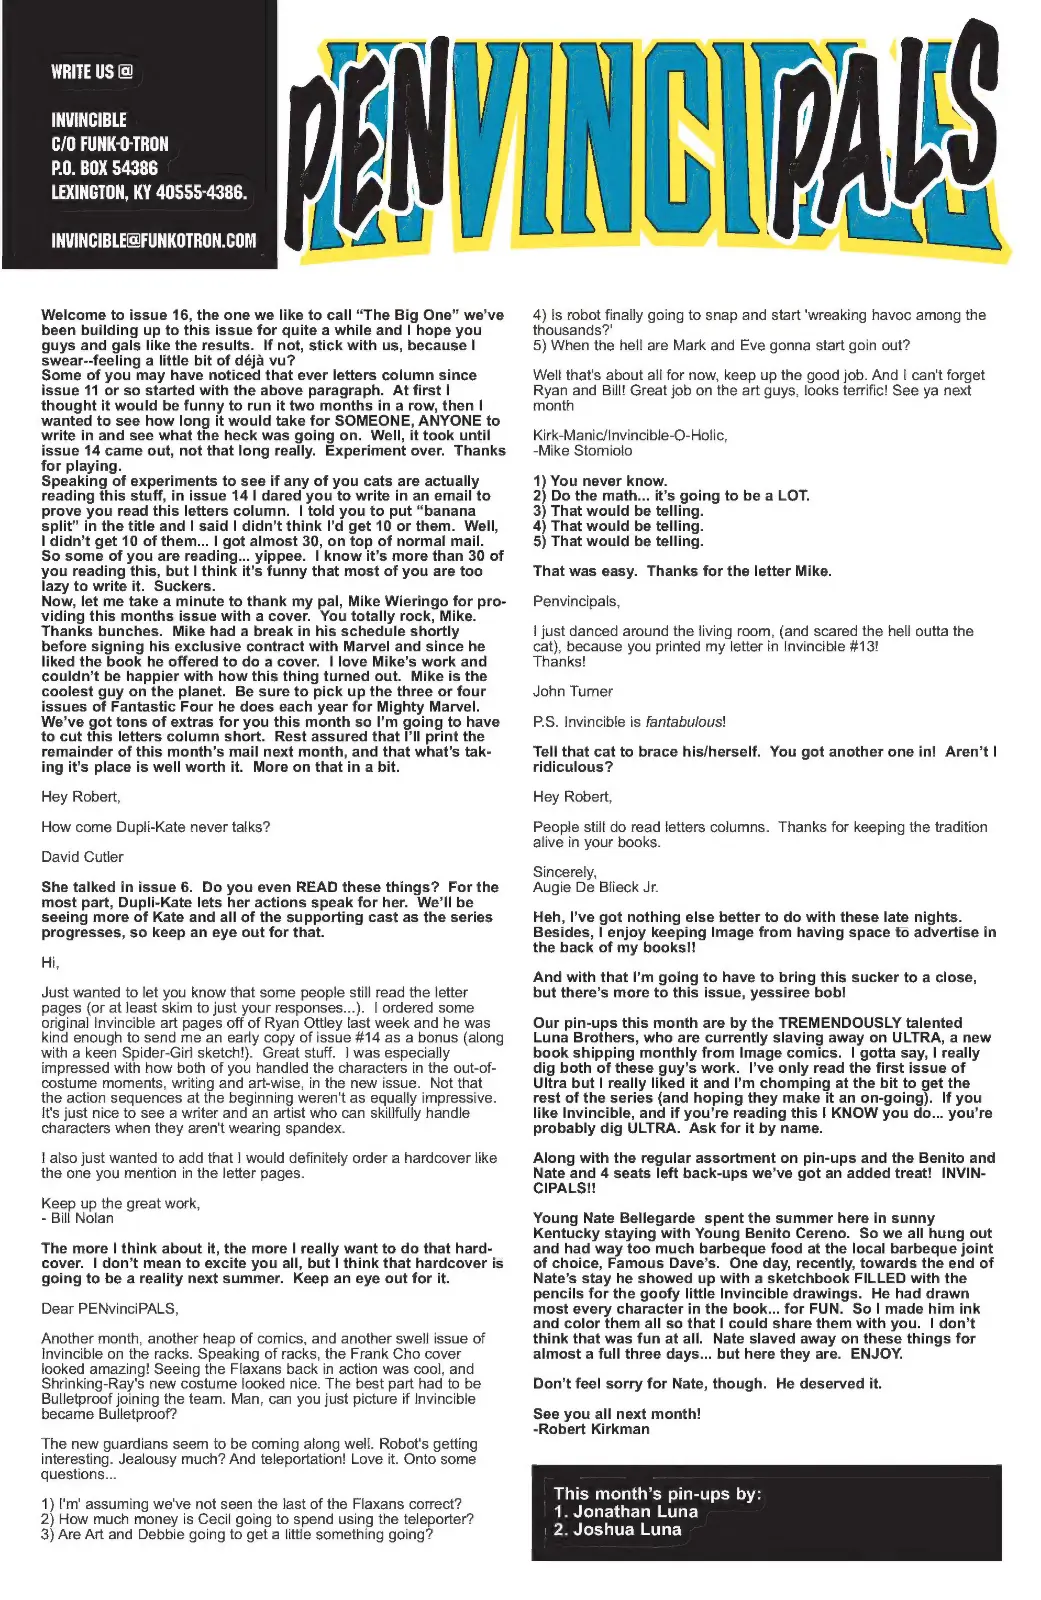 WRITE US @
INVINCIBLE
C/O FUNK-O-TRON
P.O. BOX 54386
LEXINGTON, KY 40555-4386.
INVINCIBLE@FUNKOTRON.COM
INVINCIBLE
PEN PALS
Welcome to issue 16, the one we like to call “The Big One” we’ve
been building up to this issue for quite a while and I hope you
guys and gals like the results.  If not, stick with us, because I
swear--feeling a little bit of déjà vu?
Some of you may have noticed that ever letters column since
issue 11 or so started with the above paragraph.  At first I
thought it would be funny to run it two months in a row, then I
wanted to see how long it would take for SOMEONE, ANYONE to
write in and see what the heck was going on.  Well, it took until
issue 14 came out, not that long really.  Experiment over.  Thanks
for playing.
Speaking of experiments to see if any of you cats are actually
reading this stuff, in issue 14 I dared you to write in an email to
prove you read this letters column.  I told you to put “banana
split” in the title and I said I didn’t think I’d get 10 or them.  Well,
I didn’t get 10 of them... I got almost 30, on top of normal mail.
So some of you are reading... yippee.  I know it’s more than 30 of
you reading this, but I think it’s funny that most of you are too
lazy to write it.  Suckers.
Now, let me take a minute to thank my pal, Mike Wieringo for pro-
viding this months issue with a cover.  You totally rock, Mike.
Thanks bunches.  Mike had a break in his schedule shortly
before signing his exclusive contract with Marvel and since he
liked the book he offered to do a cover.  I love Mike’s work and
couldn’t be happier with how this thing turned out.  Mike is the
coolest guy on the planet.  Be sure to pick up the three or four
issues of Fantastic Four he does each year for Mighty Marvel.
We’ve got tons of extras for you this month so I’m going to have
to cut this letters column short.  Rest assured that I’ll print the
remainder of this month’s mail next month, and that what’s tak-
ing it’s place is well worth it.  More on that in a bit.
Hey Robert,
How come Dupli-Kate never talks?
David Cutler
She talked in issue 6.  Do you even READ these things?  For the
most part, Dupli-Kate lets her actions speak for her.  We’ll be
seeing more of Kate and all of the supporting cast as the series
progresses, so keep an eye out for that.
Hi,
Just wanted to let you know that some people still read the letter
pages (or at least skim to just your responses...).  I ordered some
original Invincible art pages off of Ryan Ottley last week and he was
kind enough to send me an early copy of issue #14 as a bonus (along
with a keen Spider-Girl sketch!).  Great stuff.  I was especially
impressed with how both of you handled the characters in the out-of-
costume moments, writing and art-wise, in the new issue.  Not that
the action sequences at the beginning weren't as equally impressive.
It's just nice to see a writer and an artist who can skillfully handle
characters when they aren't wearing spandex.
I also just wanted to add that I would definitely order a hardcover like
the one you mention in the letter pages.
Keep up the great work,
- Bill Nolan
The more I think about it, the more I really want to do that hard-
cover.  I don’t mean to excite you all, but I think that hardcover is
going to be a reality next summer.  Keep an eye out for it.
Dear PENvinciPALS,
Another month, another heap of comics, and another swell issue of
Invincible on the racks. Speaking of racks, the Frank Cho cover
looked amazing! Seeing the Flaxans back in action was cool, and
Shrinking-Ray's new costume looked nice. The best part had to be
Bulletproof joining the team. Man, can you just picture if Invincible
became Bulletproof?
The new guardians seem to be coming along well. Robot's getting
interesting. Jealousy much? And teleportation! Love it. Onto some
questions...
1) I'm' assuming we've not seen the last of the Flaxans correct?
2) How much money is Cecil going to spend using the teleporter?
3) Are Art and Debbie going to get a little something going?
4) Is robot finally going to snap and start 'wreaking havoc among the
thousands?'
5) When the hell are Mark and Eve gonna start goin out?
Well that's about all for now, keep up the good job. And I can't forget
Ryan and Bill! Great job on the art guys, looks terrific! See ya next
month
Kirk-Manic/Invincible-O-Holic,
-Mike Stomiolo
1) You never know.
2) Do the math... it’s going to be a LOT.
3) That would be telling.
4) That would be telling.
5) That would be telling.
That was easy.  Thanks for the letter Mike.
Penvincipals,
I just danced around the living room, (and scared the hell outta the
cat), because you printed my letter in Invincible #13!
Thanks!
John Turner
P.S. Invincible is fantabulous!
Tell that cat to brace his/herself.  You got another one in!  Aren’t I
ridiculous?
Hey Robert,
People still do read letters columns.  Thanks for keeping the tradition
alive in your books.
Sincerely,
Augie De Blieck Jr.
Heh, I’ve got nothing else better to do with these late nights.
Besides, I enjoy keeping Image from having space to advertise in
the back of my books!!
And with that I’m going to have to bring this sucker to a close,
but there’s more to this issue, yessiree bob!
Our pin-ups this month are by the TREMENDOUSLY talented
Luna Brothers, who are currently slaving away on ULTRA, a new
book shipping monthly from Image comics.  I gotta say, I really
dig both of these guy’s work.  I’ve only read the first issue of
Ultra but I really liked it and I’m chomping at the bit to get the
rest of the series (and hoping they make it an on-going).  If you
like Invincible, and if you’re reading this I KNOW you do... you’re
probably dig ULTRA.  Ask for it by name.
Along with the regular assortment on pin-ups and the Benito and
Nate and 4 seats left back-ups we’ve got an added treat!  INVIN-
CIPALS!!
Young Nate Bellegarde  spent the summer here in sunny
Kentucky staying with Young Benito Cereno.  So we all hung out
and had way too much barbeque food at the local barbeque joint
of choice, Famous Dave’s.  One day, recently, towards the end of
Nate’s stay he showed up with a sketchbook FILLED with the
pencils for the goofy little Invincible drawings.  He had drawn
most every character in the book... for FUN.  So I made him ink
and color them all so that I could share them with you.  I don’t
think that was fun at all.  Nate slaved away on these things for
almost a full three days... but here they are.  ENJOY.
Don’t feel sorry for Nate, though.  He deserved it.
See you all next month!
-Robert Kirkman
This month’s pin-ups by:
1. Jonathan Luna
2. Joshua Luna